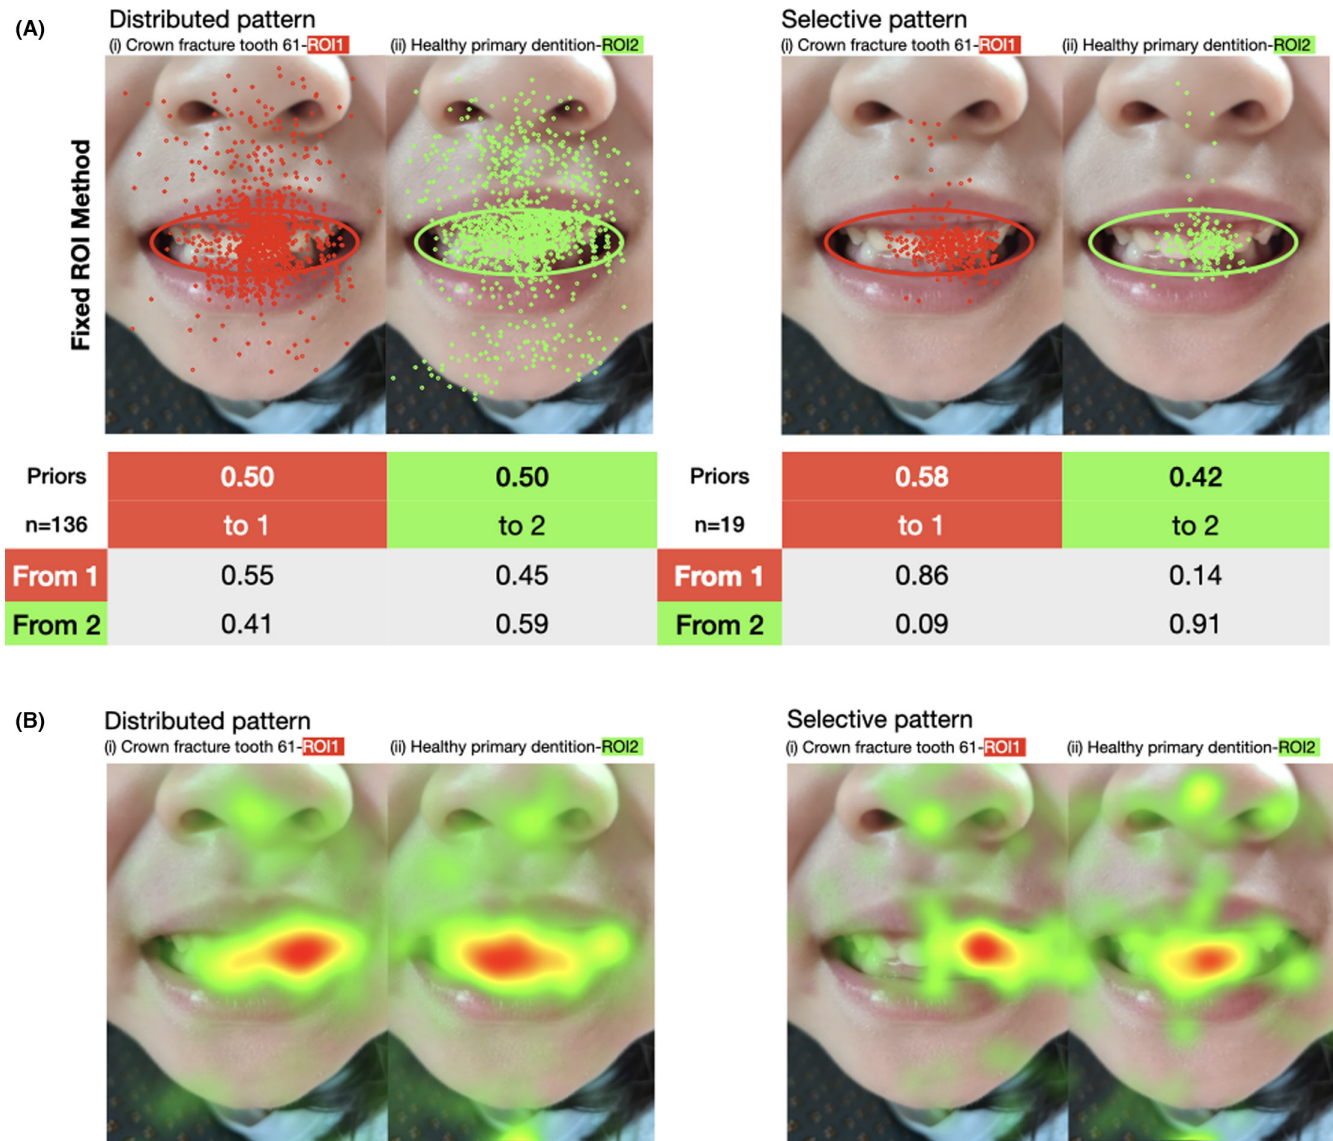 (A)
Distributed pattern
(i) Crown fracture tooth 61-ROI1
(ii) Healthy primary dentition-ROI2
Selective pattern
(i) Crown fracture tooth 61-ROI1
(ii) Healthy primary dentition-ROI2
Fixed ROI Method
Priors 0.50 0.50
n=136 to 1 to 2
From 1 0.55 0.45
From 2 0.41 0.59
Priors 0.58 0.42
n=19 to 1 to 2
From 1 0.86 0.14
From 2 0.09 0.91
(B)
Distributed pattern
(i) Crown fracture tooth 61-ROI1
(ii) Healthy primary dentition-ROI2
Selective pattern
(i) Crown fracture tooth 61-ROI1
(ii) Healthy primary dentition-ROI2